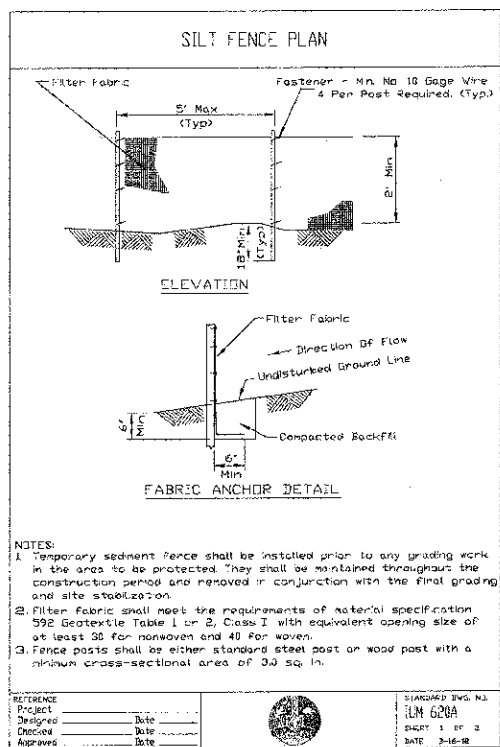 SILT FENCE PLAN
Filter Fabric
Fastener - Min. No. 10 Gage Wire
4 Per Post Required. (Typ.)
5' Max
(Typ)
2' Min
18" Min
(Typ)
ELEVATION
Filter Fabric
Direction Of Flow
Undisturbed Ground Line
6"
Min
Compacted Backfill
6"
Min
FABRIC ANCHOR DETAIL
NOTES:
1. Temporary sediment fence shall be installed prior to any grading work
in the area to be protected. They shall be maintained throughout the
construction period and removed in conjunction with the final grading
and site stabilization.
2. Filter fabric shall meet the requirements of material specification
592 Geotextile Table 1 or 2, Class I with equivalent opening size of
at least 30 for nonwoven and 40 for woven.
3. Fence posts shall be either standard steel post or wood post with a
minimum cross-sectional area of 3.0 sq. in.
REFERENCE
Project
Designed Date
Checked Date
Approved Date
STANDARD DWG. NO.
620A
SHEET 1 OF 2
DATE